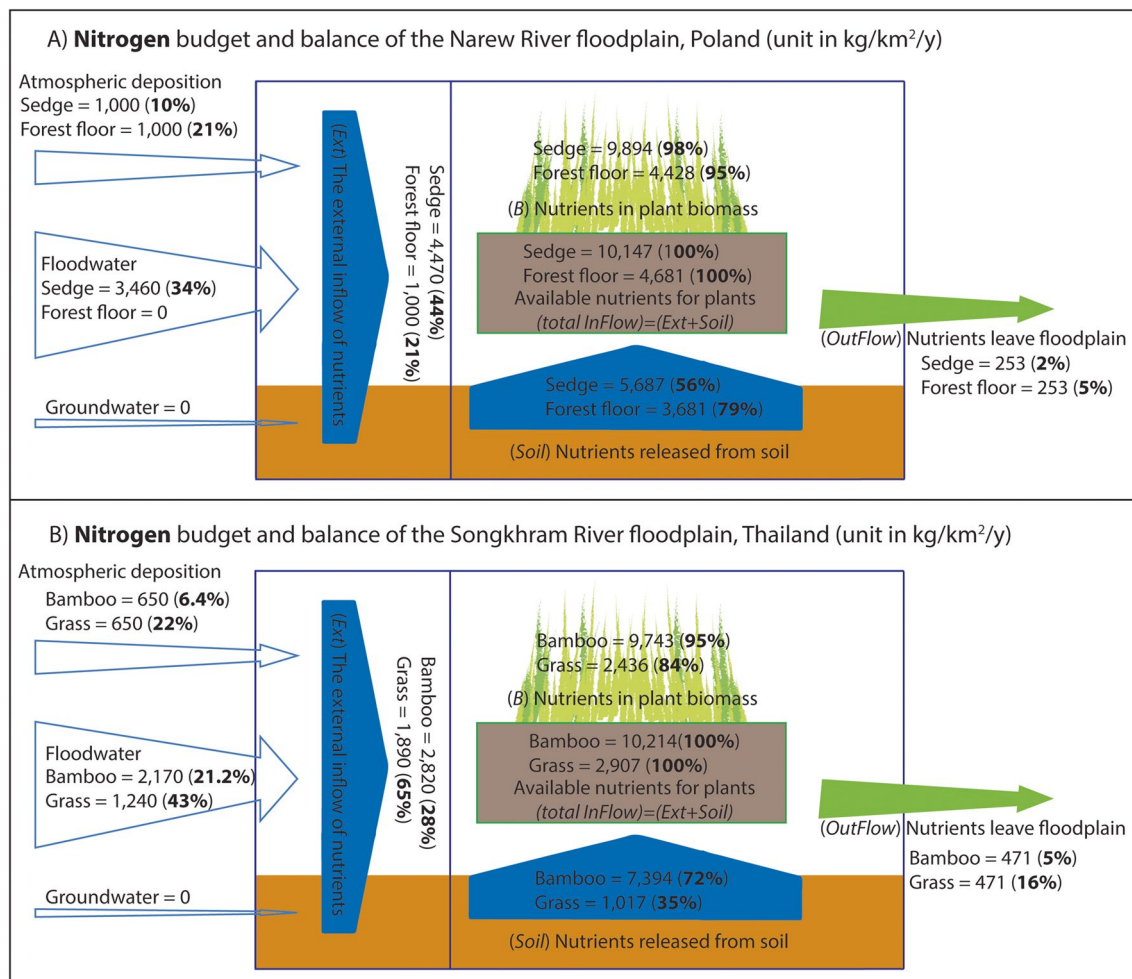 A) Nitrogen budget and balance of the Narew River floodplain, Poland (unit in kg/km²/y)
Atmospheric deposition
Sedge = 1,000 (10%)
Forest floor = 1,000 (21%)
Floodwater
Sedge = 3,460 (34%)
Forest floor = 0
Groundwater = 0
(Ext) The external inflow of nutrients
Sedge = 4,470 (44%)
Forest floor = 1,000 (21%)
Sedge = 9,894 (98%)
Forest floor = 4,428 (95%)
(B) Nutrients in plant biomass
Sedge = 10,147 (100%)
Forest floor = 4,681 (100%)
Available nutrients for plants
(total InFlow)=(Ext+Soil)
Sedge = 5,687 (56%)
Forest floor = 3,681 (79%)
(Soil) Nutrients released from soil
(OutFlow) Nutrients leave floodplain
Sedge = 253 (2%)
Forest floor = 253 (5%)
B) Nitrogen budget and balance of the Songkhram River floodplain, Thailand (unit in kg/km²/y)
Atmospheric deposition
Bamboo = 650 (6.4%)
Grass = 650 (22%)
Floodwater
Bamboo = 2,170 (21.2%)
Grass = 1,240 (43%)
Groundwater = 0
(Ext) The external inflow of nutrients
Bamboo = 2,820 (28%)
Grass = 1,890 (65%)
Bamboo = 9,743 (95%)
Grass = 2,436 (84%)
(B) Nutrients in plant biomass
Bamboo = 10,214(100%)
Grass = 2,907 (100%)
Available nutrients for plants
(total InFlow)=(Ext+Soil)
Bamboo = 7,394 (72%)
Grass = 1,017 (35%)
(Soil) Nutrients released from soil
(OutFlow) Nutrients leave floodplain
Bamboo = 471 (5%)
Grass = 471 (16%)